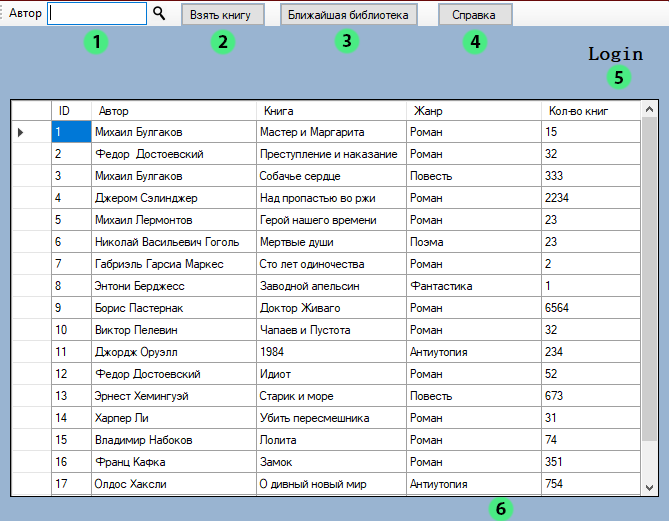 Автор Взять книгу Ближайшая библиотека Справка
1 2 3 4
Login
5
ID Автор Книга Жанр Кол-во книг
1 Михаил Булгаков Мастер и Маргарита Роман 15
2 Федор  Достоевский Преступление и наказание Роман 32
3 Михаил Булгаков Собачье сердце Повесть 333
4 Джером Сэлинджер Над пропастью во ржи Роман 2234
5 Михаил Лермонтов Герой нашего времени Роман 23
6 Николай Васильевич Гоголь Мертвые души Поэма 23
7 Габриэль Гарсиа Маркес Сто лет одиночества Роман 2
8 Энтони Берджесс Заводной апельсин Фантастика 1
9 Борис Пастернак Доктор Живаго Роман 6564
10 Виктор Пелевин Чапаев и Пустота Роман 32
11 Джордж Оруэлл 1984 Антиутопия 234
12 Федор Достоевский Идиот Роман 52
13 Эрнест Хемингуэй Старик и море Повесть 673
14 Харпер Ли Убить пересмешника Роман 31
15 Владимир Набоков Лолита Роман 74
16 Франц Кафка Замок Роман 351
17 Олдос Хаксли О дивный новый мир Антиутопия 754
6